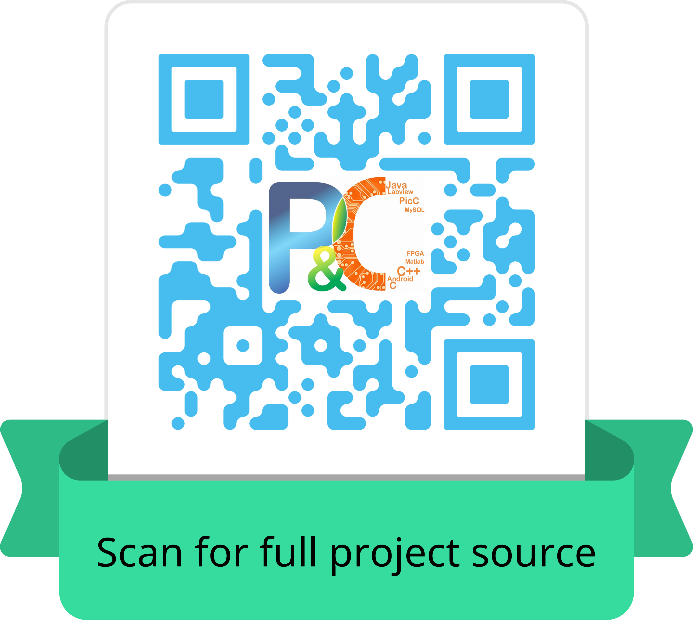 P&C
Java
Labview
PicC
MySQL
FPGA
Matlab
C++
Android
C
Scan for full project source